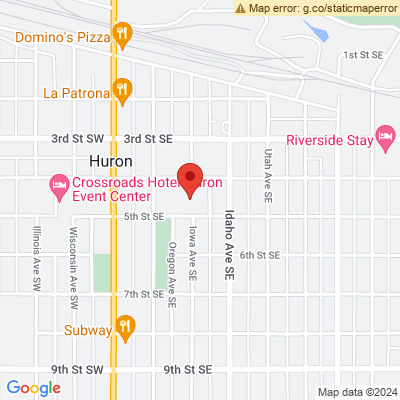 Map error: g.co/staticmaperror
Domino's Pizza
1st St SE
La Patrona
3rd St SW
3rd St SE
Riverside Stay
Huron
Utah Ave SE
Crossroads Hotel Huron
Event Center
5th St SE
Illinois Ave SW
Wisconsin Ave SW
Oregon Ave SE
Iowa Ave SE
Idaho Ave SE
6th St SE
7th St SE
Subway
9th St SW
9th St SE
Google
Map data ©2024